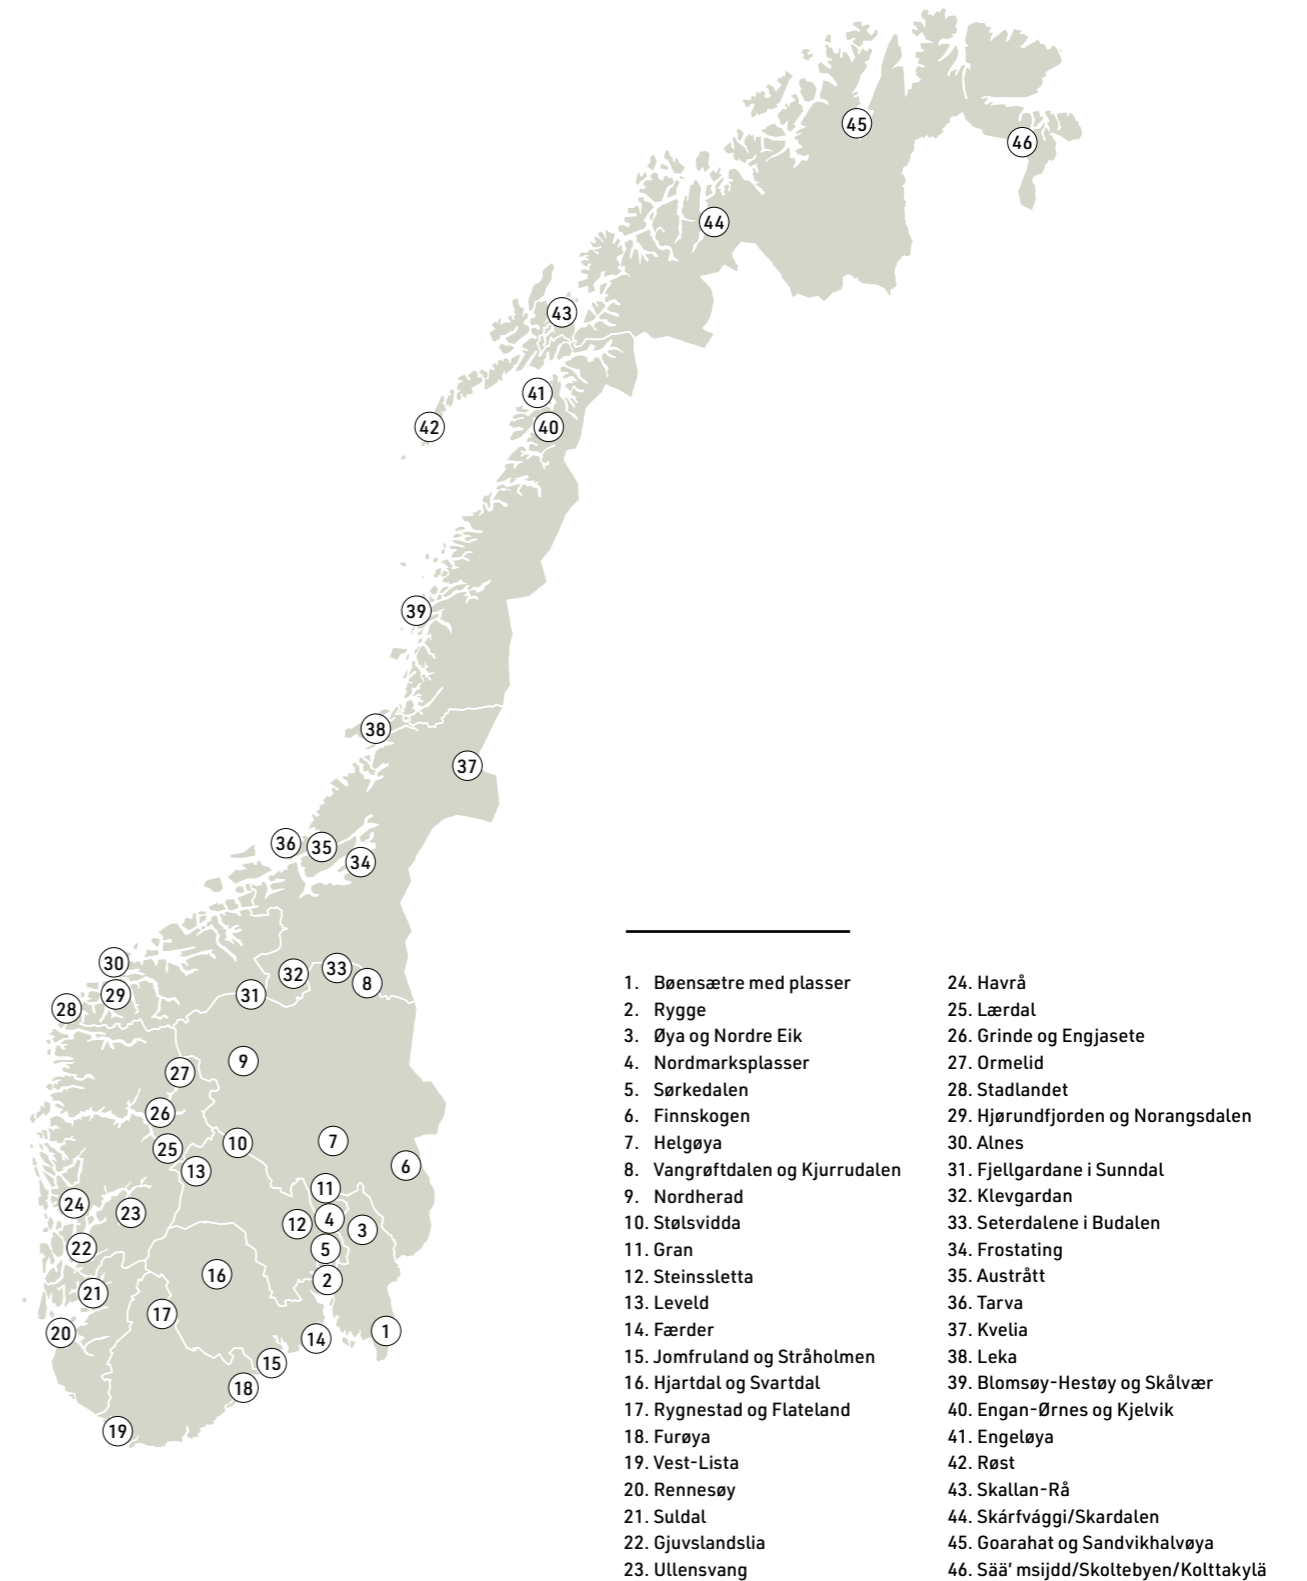 45
46
44
43
41
42
40
39
38
37
36
35
34
30
33
32
8
29
31
28
9
27
26
7
10
25
6
13
11
24
23
4
12
3
22
5
16
2
21
17
20
1
14
15
18
19
1. Bøensætre med plasser
2. Rygge
3. Øya og Nordre Eik
4. Nordmarksplasser
5. Sørkedalen
6. Finnskogen
7. Helgøya
8. Vangrøftdalen og Kjurrudalen
9. Nordherad
10. Stølsvidda
11. Gran
12. Steinssletta
13. Leveld
14. Færder
15. Jomfruland og Stråholmen
16. Hjartdal og Svartdal
17. Rygnestad og Flateland
18. Furøya
19. Vest-Lista
20. Rennesøy
21. Suldal
22. Gjuvslandslia
23. Ullensvang
24. Havrå
25. Lærdal
26. Grinde og Engjasete
27. Ormelid
28. Stadlandet
29. Hjørundfjorden og Norangsdalen
30. Alnes
31. Fjellgardane i Sunndal
32. Klevgardan
33. Seterdalene i Budalen
34. Frostating
35. Austrått
36. Tarva
37. Kvelia
38. Leka
39. Blomsøy-Hestøy og Skålvær
40. Engan-Ørnes og Kjelvik
41. Engeløya
42. Røst
43. Skallan-Rå
44. Skárfvággi/Skardalen
45. Goarahat og Sandvikhalvøya
46. Sää’ msijdd/Skoltebyen/Kolttakylä